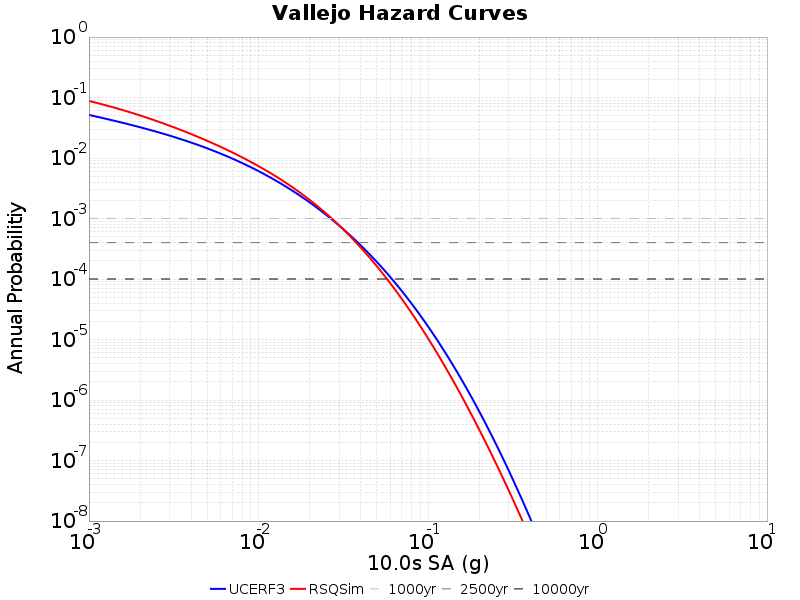 Vallejo Hazard Curves
Annual Probabilitiy
10^0
10^-1
10^-2
10^-3
10^-4
10^-5
10^-6
10^-7
10^-8
10^-3 10^-2 10^-1 10^0 10^1
10.0s SA (g)
UCERF3 RSQSim 1000yr 2500yr 10000yr